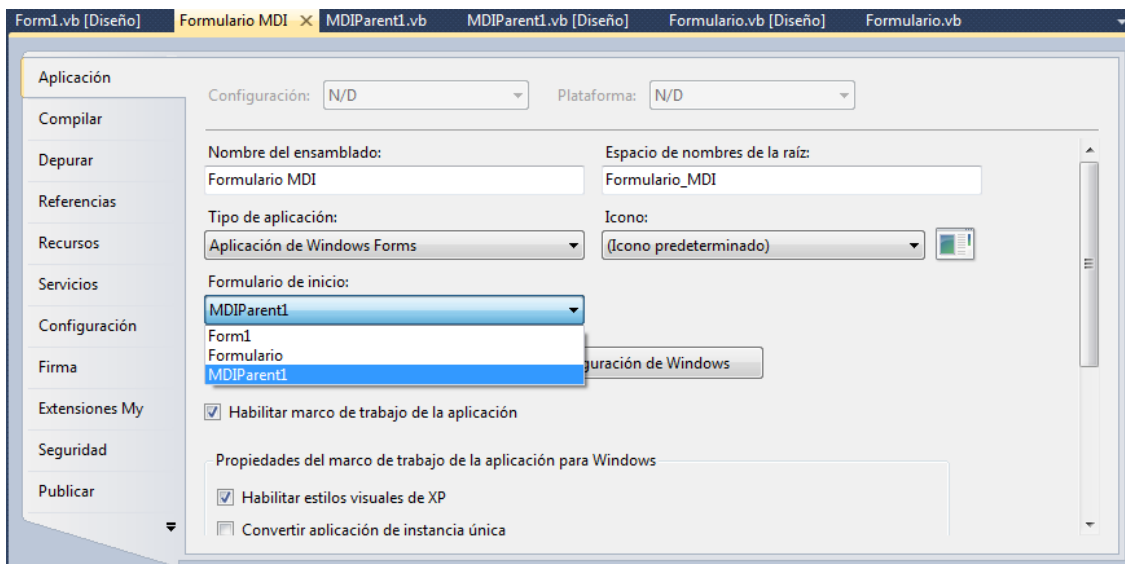 Form1.vb [Diseño] Formulario MDI MDIParent1.vb MDIParent1.vb [Diseño] Formulario.vb [Diseño] Formulario.vb
Aplicación
Compilar
Depurar
Referencias
Recursos
Servicios
Configuración
Firma
Extensiones My
Seguridad
Publicar
Configuración: N/D Plataforma: N/D
Nombre del ensamblado: Espacio de nombres de la raíz:
Formulario MDI Formulario_MDI
Tipo de aplicación: Icono:
Aplicación de Windows Forms (Icono predeterminado)
Formulario de inicio:
MDIParent1
Form1
Formulario
MDIParent1
guración de Windows
Habilitar marco de trabajo de la aplicación
Propiedades del marco de trabajo de la aplicación para Windows
Habilitar estilos visuales de XP
Convertir aplicación de instancia única